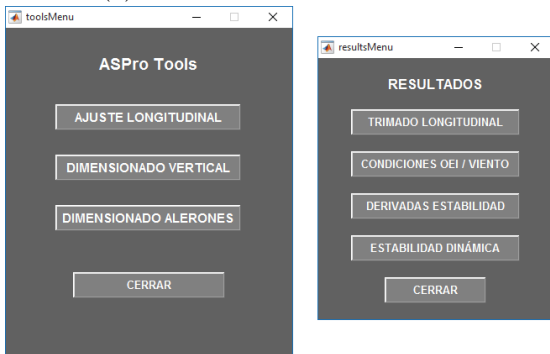 toolsMenu
ASPro Tools
AJUSTE LONGITUDINAL
DIMENSIONADO VERTICAL
DIMENSIONADO ALERONES
CERRAR
resultsMenu
RESULTADOS
TRIMADO LONGITUDINAL
CONDICIONES OEI / VIENTO
DERIVADAS ESTABILIDAD
ESTABILIDAD DINÁMICA
CERRAR